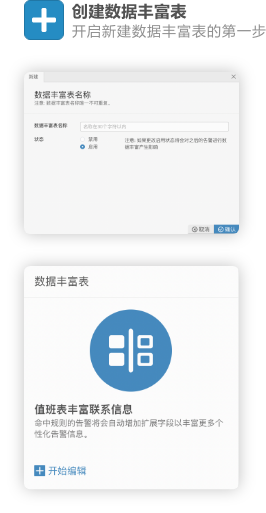 创建数据丰富表
开启新建数据丰富表的第一步
新建
数据丰富表名称
注意: 数据丰富表名称唯一不可重复。
数据丰富表名称
名称在30个字符以内
状态
禁用
启用
注意: 如果更改启用状态将会对之后的告警进行数
据丰富产生影响
取消
确认
数据丰富表
值班表丰富联系信息
命中规则的告警将会自动增加扩展字段以丰富更多个
性化告警信息。
开始编辑